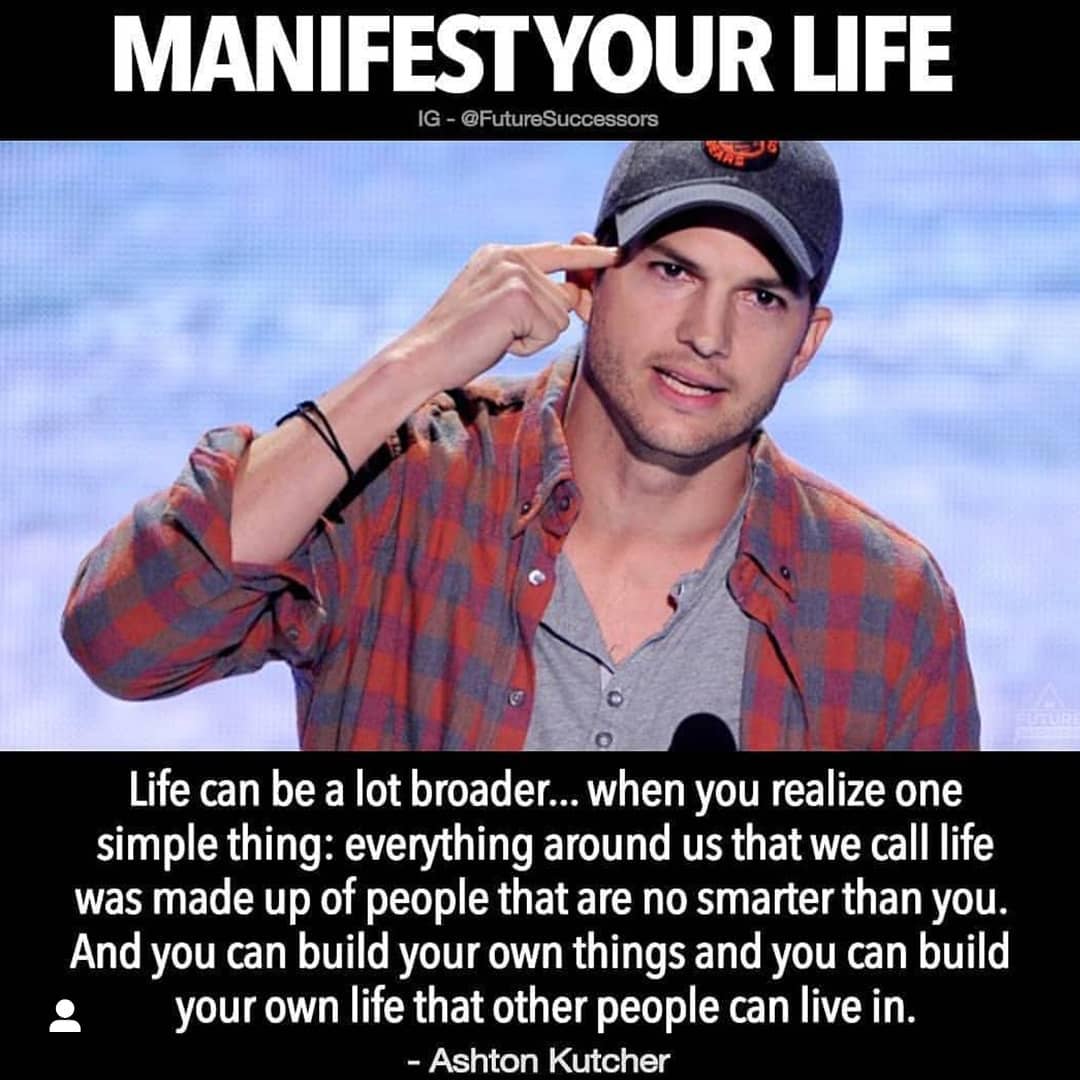 MANIFEST YOUR LIFE
IG - @FutureSuccessors
FUTURE
Life can be a lot broader... when you realize one
simple thing: everything around us that we call life
was made up of people that are no smarter than you.
And you can build your own things and you can build
your own life that other people can live in.
- Ashton Kutcher